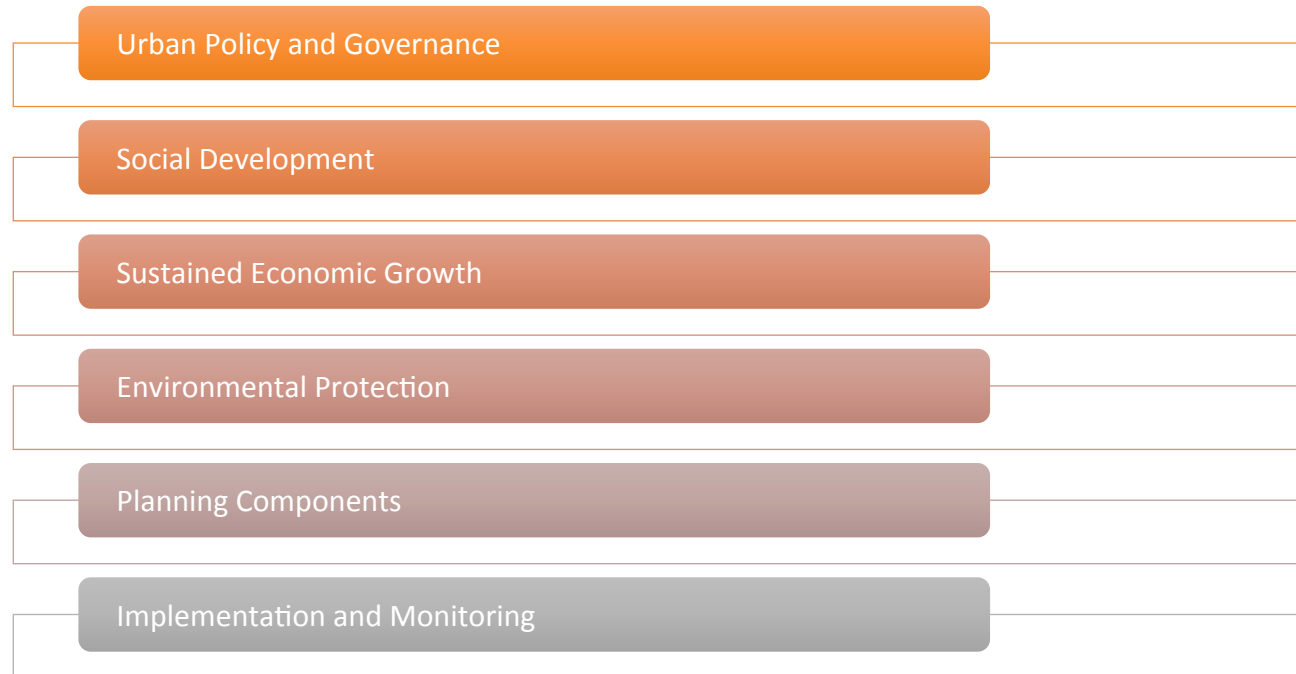 Urban Policy and Governance
Social Development
Sustained Economic Growth
Environmental Protection
Planning Components
Implementation and Monitoring